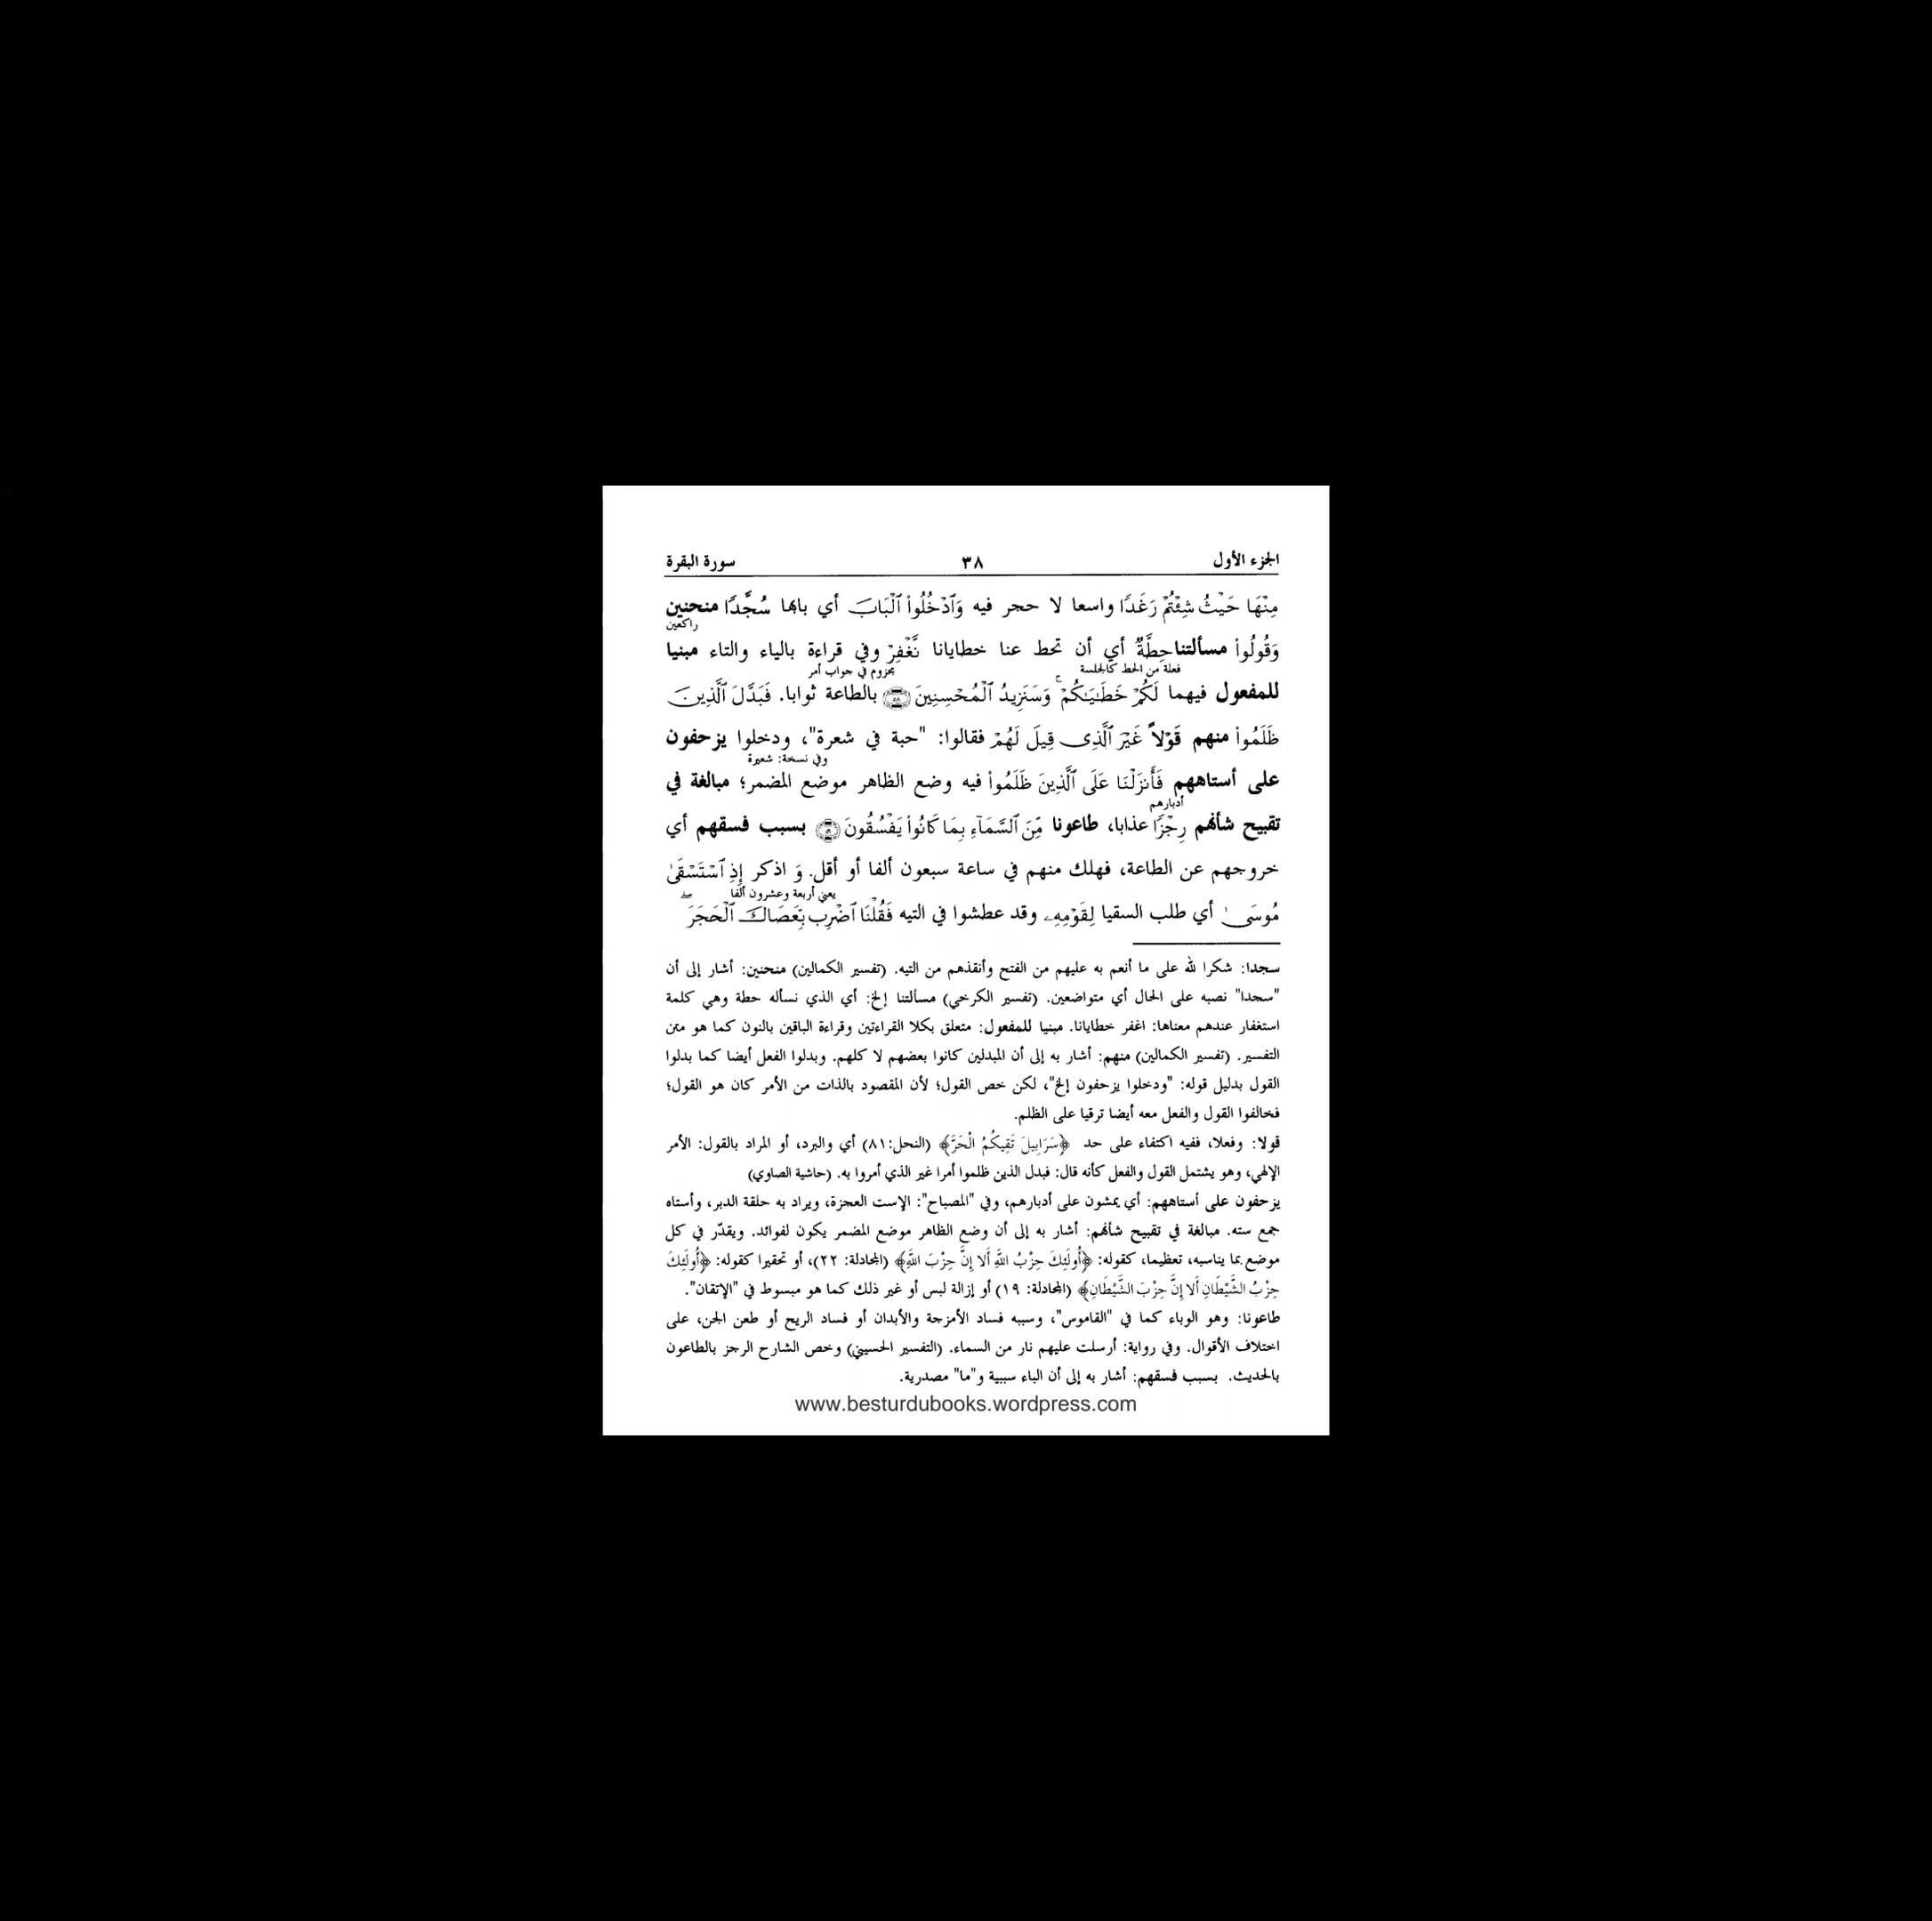 الجزء الأول ٣٨ سورة البقرة
مِنْهَا حَيْثُ شِئْتُمْ رَغَدًا واسعا لا حجر فيه وَٱدْخُلُوا۟ ٱلْبَابَ أي بابها سُجَّدًا منحنين
راكعين
وَقُولُوا۟ مسألتنا حِطَّةٌ أي أن تحط عنا خطايانا نَّغْفِرْ وفي قراءة بالياء والتاء مبنيا
فعلة من الحط كالجلسة مجزوم في جواب أمر
للمفعول فيهما لَكُمْ خَطَـٰيَـٰكُمْ ۚ وَسَنَزِيدُ ٱلْمُحْسِنِينَ ﴿٥٨﴾ بالطاعة ثوابا. فَبَدَّلَ ٱلَّذِينَ
ظَلَمُوا۟ منهم قَوْلاً غَيْرَ ٱلَّذِى قِيلَ لَهُمْ فقالوا: "حبة في شعرة"، ودخلوا يزحفون
وفي نسخة: شعيرة
على أستاههم فَأَنزَلْنَا عَلَى ٱلَّذِينَ ظَلَمُوا۟ فيه وضع الظاهر موضع المضمر؛ مبالغة في
أدبارهم
تقبيح شأنهم رِجْزًا عذابا، طاعونا مِّنَ ٱلسَّمَآءِ بِمَا كَانُوا۟ يَفْسُقُونَ ﴿٥٩﴾ بسبب فسقهم أي
خروجهم عن الطاعة، فهلك منهم في ساعة سبعون ألفا أو أقل. وَ اذكر إِذِ ٱسْتَسْقَىٰ
يعني أربعة وعشرون ألفا
مُوسَىٰ أي طلب السقيا لِقَوْمِهِۦ وقد عطشوا في التيه فَقُلْنَا ٱضْرِب بِّعَصَاكَ ٱلْحَجَرَ ۖ
سجدا: شكرا لله على ما أنعم به عليهم من الفتح وأنقذهم من التيه. (تفسير الكمالين) منحنين: أشار إلى أن
"سجدا" نصبه على الحال أي متواضعين. (تفسير الكرخي) مسألتنا إلخ: أي الذي نسأله حطة وهي كلمة
استغفار عندهم معناها: اغفر خطايانا. مبنيا للمفعول: متعلق بكلا القراءتين وقراءة الباقين بالنون كما هو متن
التفسير. (تفسير الكمالين) منهم: أشار به إلى أن المبدلين كانوا بعضهم لا كلهم. وبدلوا الفعل أيضا كما بدلوا
القول بدليل قوله: "ودخلوا يزحفون إلخ"، لكن خص القول؛ لأن المقصود بالذات من الأمر كان هو القول؛
فخالفوا القول والفعل معه أيضا ترقيا على الظلم.
قولا: وفعلا، ففيه اكتفاء على حد ﴿سَرَابِيلَ تَقِيكُمُ الْحَرَّ﴾ (النحل:٨١) أي والبرد، أو المراد بالقول: الأمر
الإلهي، وهو يشتمل القول والفعل كأنه قال: فبدل الذين ظلموا أمرا غير الذي أمروا به. (حاشية الصاوي)
يزحفون على أستاههم: أي يمشون على أدبارهم، وفي "المصباح": الإست العجزة، ويراد به حلقة الدبر، وأستاه
جمع سته. مبالغة في تقبيح شأنهم: أشار به إلى أن وضع الظاهر موضع المضمر يكون لفوائد. ويقدّر في كل
موضع بما يناسبه، تعظيما، كقوله: ﴿أُولَئِكَ حِزْبُ اللَّهِ أَلا إِنَّ حِزْبَ اللَّهِ﴾ (المجادلة: ٢٢)، أو تحقيرا كقوله: ﴿أُولَئِكَ
حِزْبُ الشَّيْطَانِ أَلا إِنَّ حِزْبَ الشَّيْطَانِ﴾ (المجادلة: ١٩) أو إزالة لبس أو غير ذلك كما هو مبسوط في "الإتقان".
طاعونا: وهو الوباء كما في "القاموس"، وسببه فساد الأمزجة والأبدان أو فساد الريح أو طعن الجن، على
اختلاف الأقوال. وفي رواية: أرسلت عليهم نار من السماء. (التفسير الحسيني) وخص الشارح الرجز بالطاعون
بالحديث. بسبب فسقهم: أشار به إلى أن الباء سببية و"ما" مصدرية.
www.besturdubooks.wordpress.com